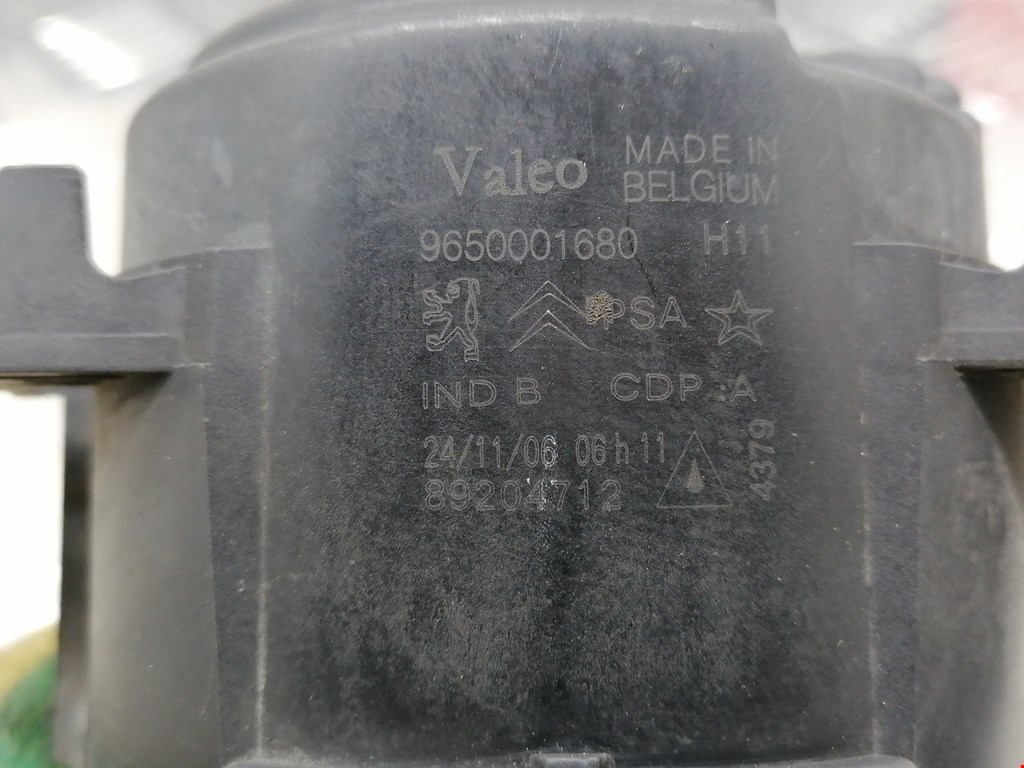 Valeo MADE IN
BELGIUM
9650001680 H11
PSA
IND B CDP :A
24/11/06 06h11
89204712
4379